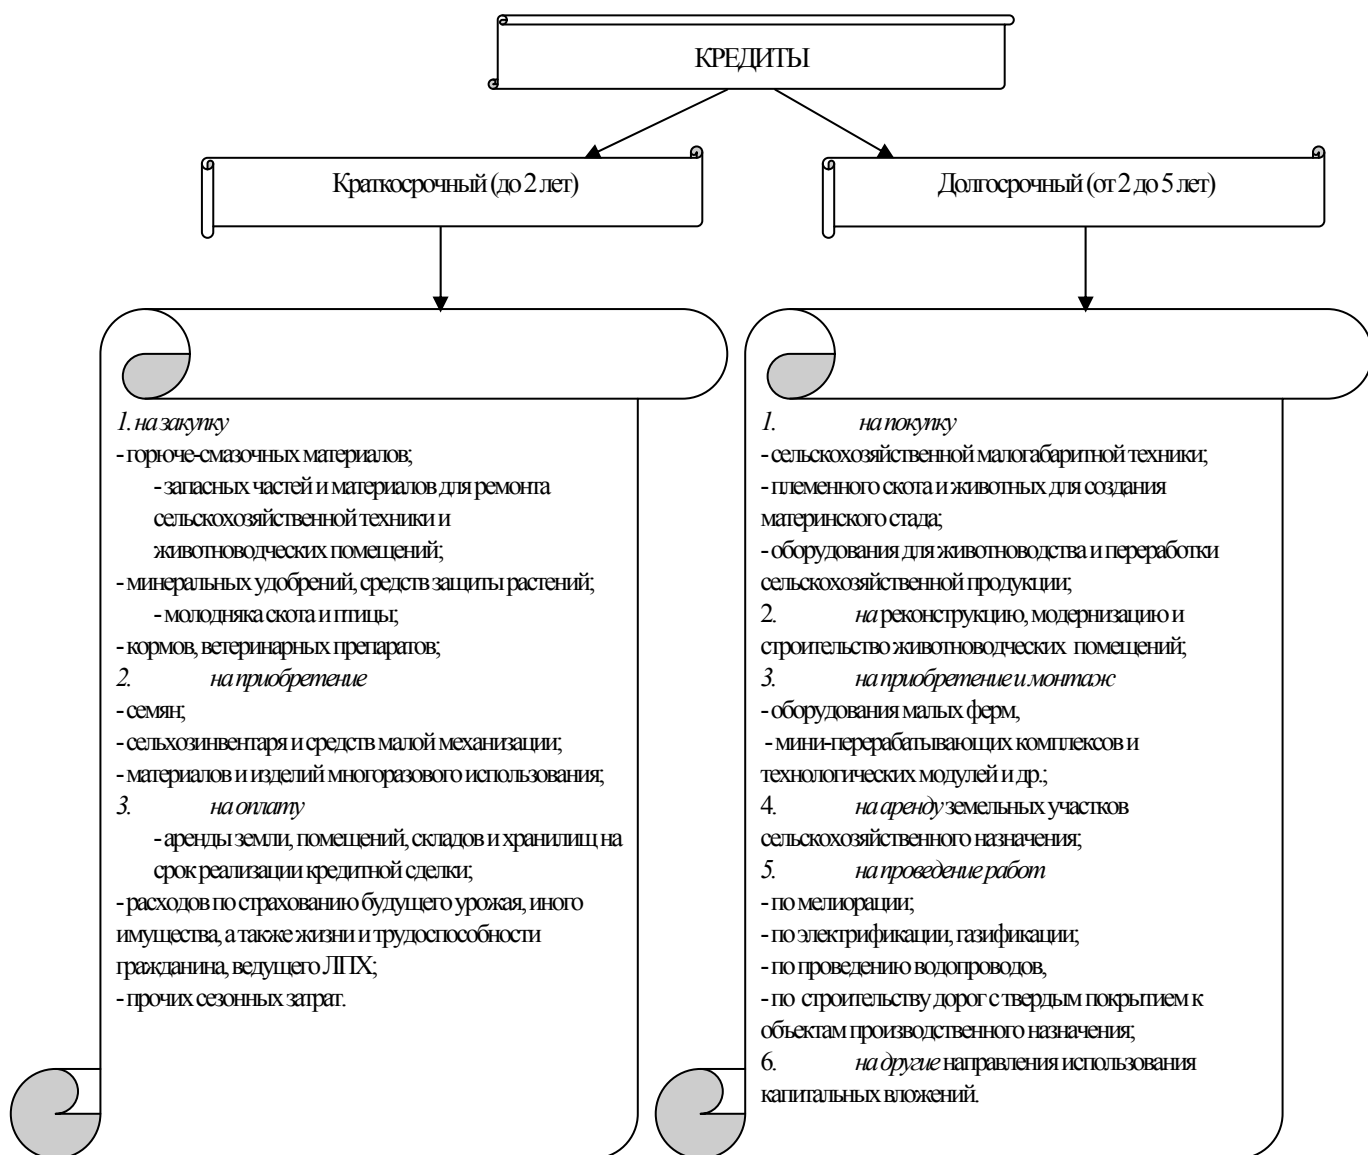 КРЕДИТЫ
Краткосрочный (до 2 лет)
Долгосрочный (от 2 до 5 лет)
1. на закупку
- горюче-смазочных материалов;
- запасных частей и материалов для ремонта
сельскохозяйственной техники и
животноводческих помещений;
- минеральных удобрений, средств защиты растений;
- молодняка скота и птицы;
- кормов, ветеринарных препаратов;
2. на приобретение
- семян;
- сельхозинвентаря и средств малой механизации;
- материалов и изделий многоразового использования;
3. на оплату
- аренды земли, помещений, складов и хранилищ на
срок реализации кредитной сделки;
- расходов по страхованию будущего урожая, иного
имущества, а также жизни и трудоспособности
гражданина, ведущего ЛПХ;
- прочих сезонных затрат.
1. на покупку
- сельскохозяйственной малогабаритной техники;
- племенного скота и животных для создания
материнского стада;
- оборудования для животноводства и переработки
сельскохозяйственной продукции;
2. на реконструкцию, модернизацию и
строительство животноводческих помещений;
3. на приобретение и монтаж
- оборудования малых ферм,
- мини-перерабатывающих комплексов и
технологических модулей и др.;
4. на аренду земельных участков
сельскохозяйственного назначения;
5. на проведение работ
- по мелиорации;
- по электрификации, газификации;
- по проведению водопроводов,
- по строительству дорог с твердым покрытием к
объектам производственного назначения;
6. на другие направления использования
капитальных вложений.